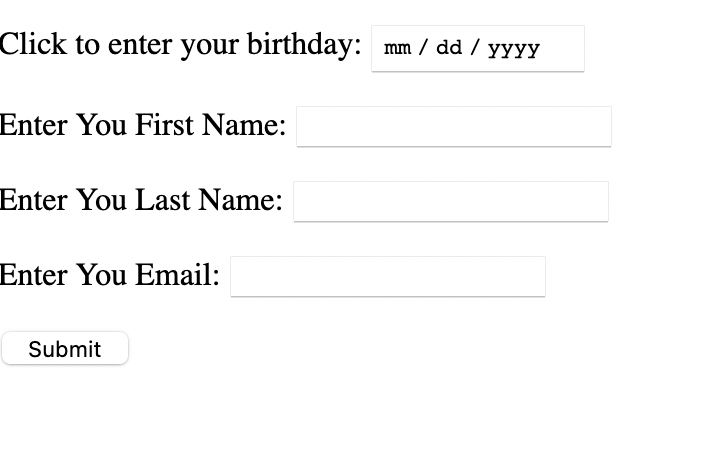 Click to enter your birthday: mm / dd / yyyy
Enter You First Name:
Enter You Last Name:
Enter You Email:
Submit